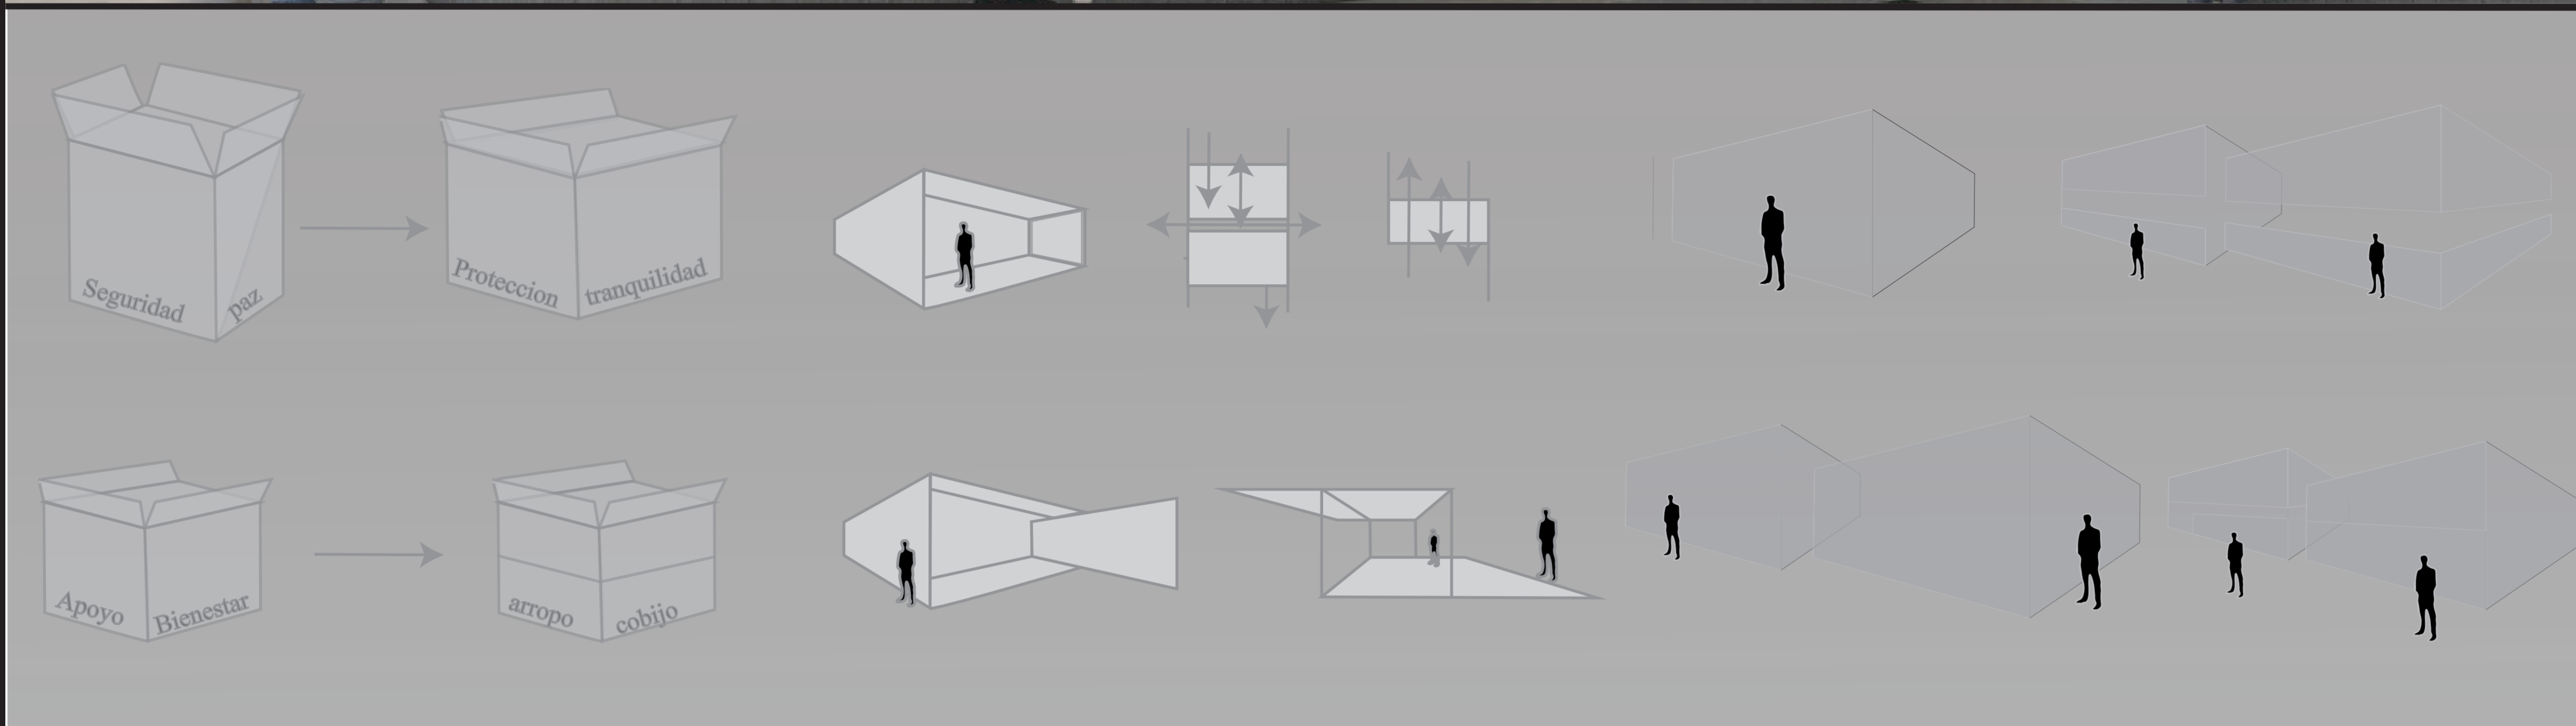 Seguridad
paz
Proteccion
tranquilidad
Apoyo
Bienestar
arropo
cobijo